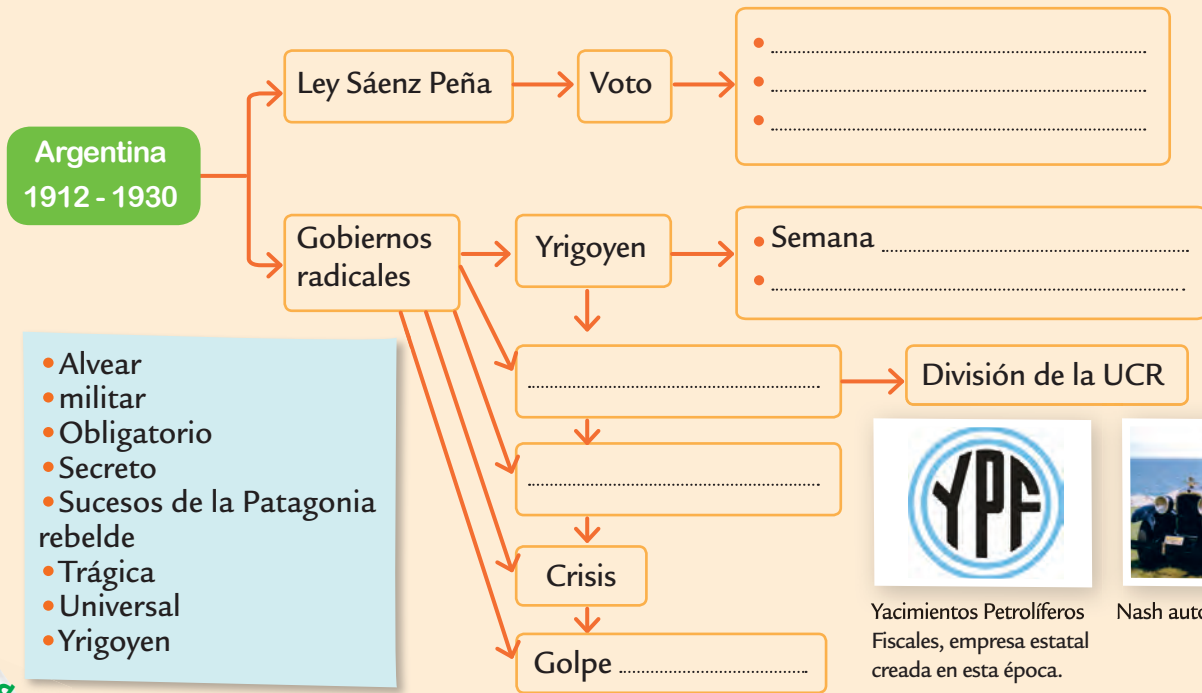 Argentina
1912 - 1930
Ley Sáenz Peña
Voto
Gobiernos
radicales
Yrigoyen
• Semana
División de la UCR
Crisis
Golpe
• Alvear
• militar
• Obligatorio
• Secreto
• Sucesos de la Patagonia
rebelde
• Trágica
• Universal
• Yrigoyen
YPF
Yacimientos Petrolíferos
Fiscales, empresa estatal
creada en esta época.
Nash